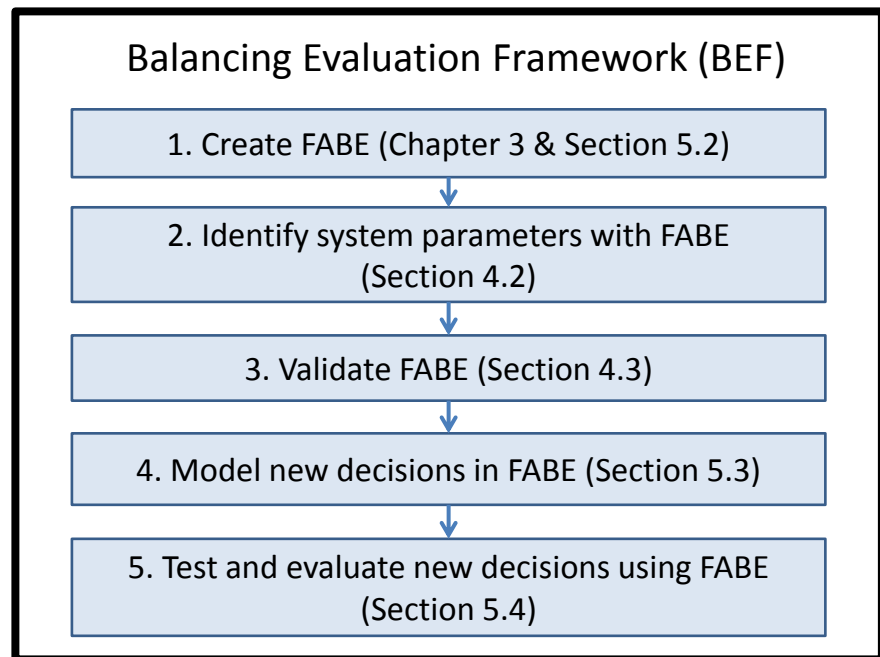 Balancing Evaluation Framework (BEF)
1. Create FABE (Chapter 3 & Section 5.2)
2. Identify system parameters with FABE
(Section 4.2)
3. Validate FABE (Section 4.3)
4. Model new decisions in FABE (Section 5.3)
5. Test and evaluate new decisions using FABE
(Section 5.4)